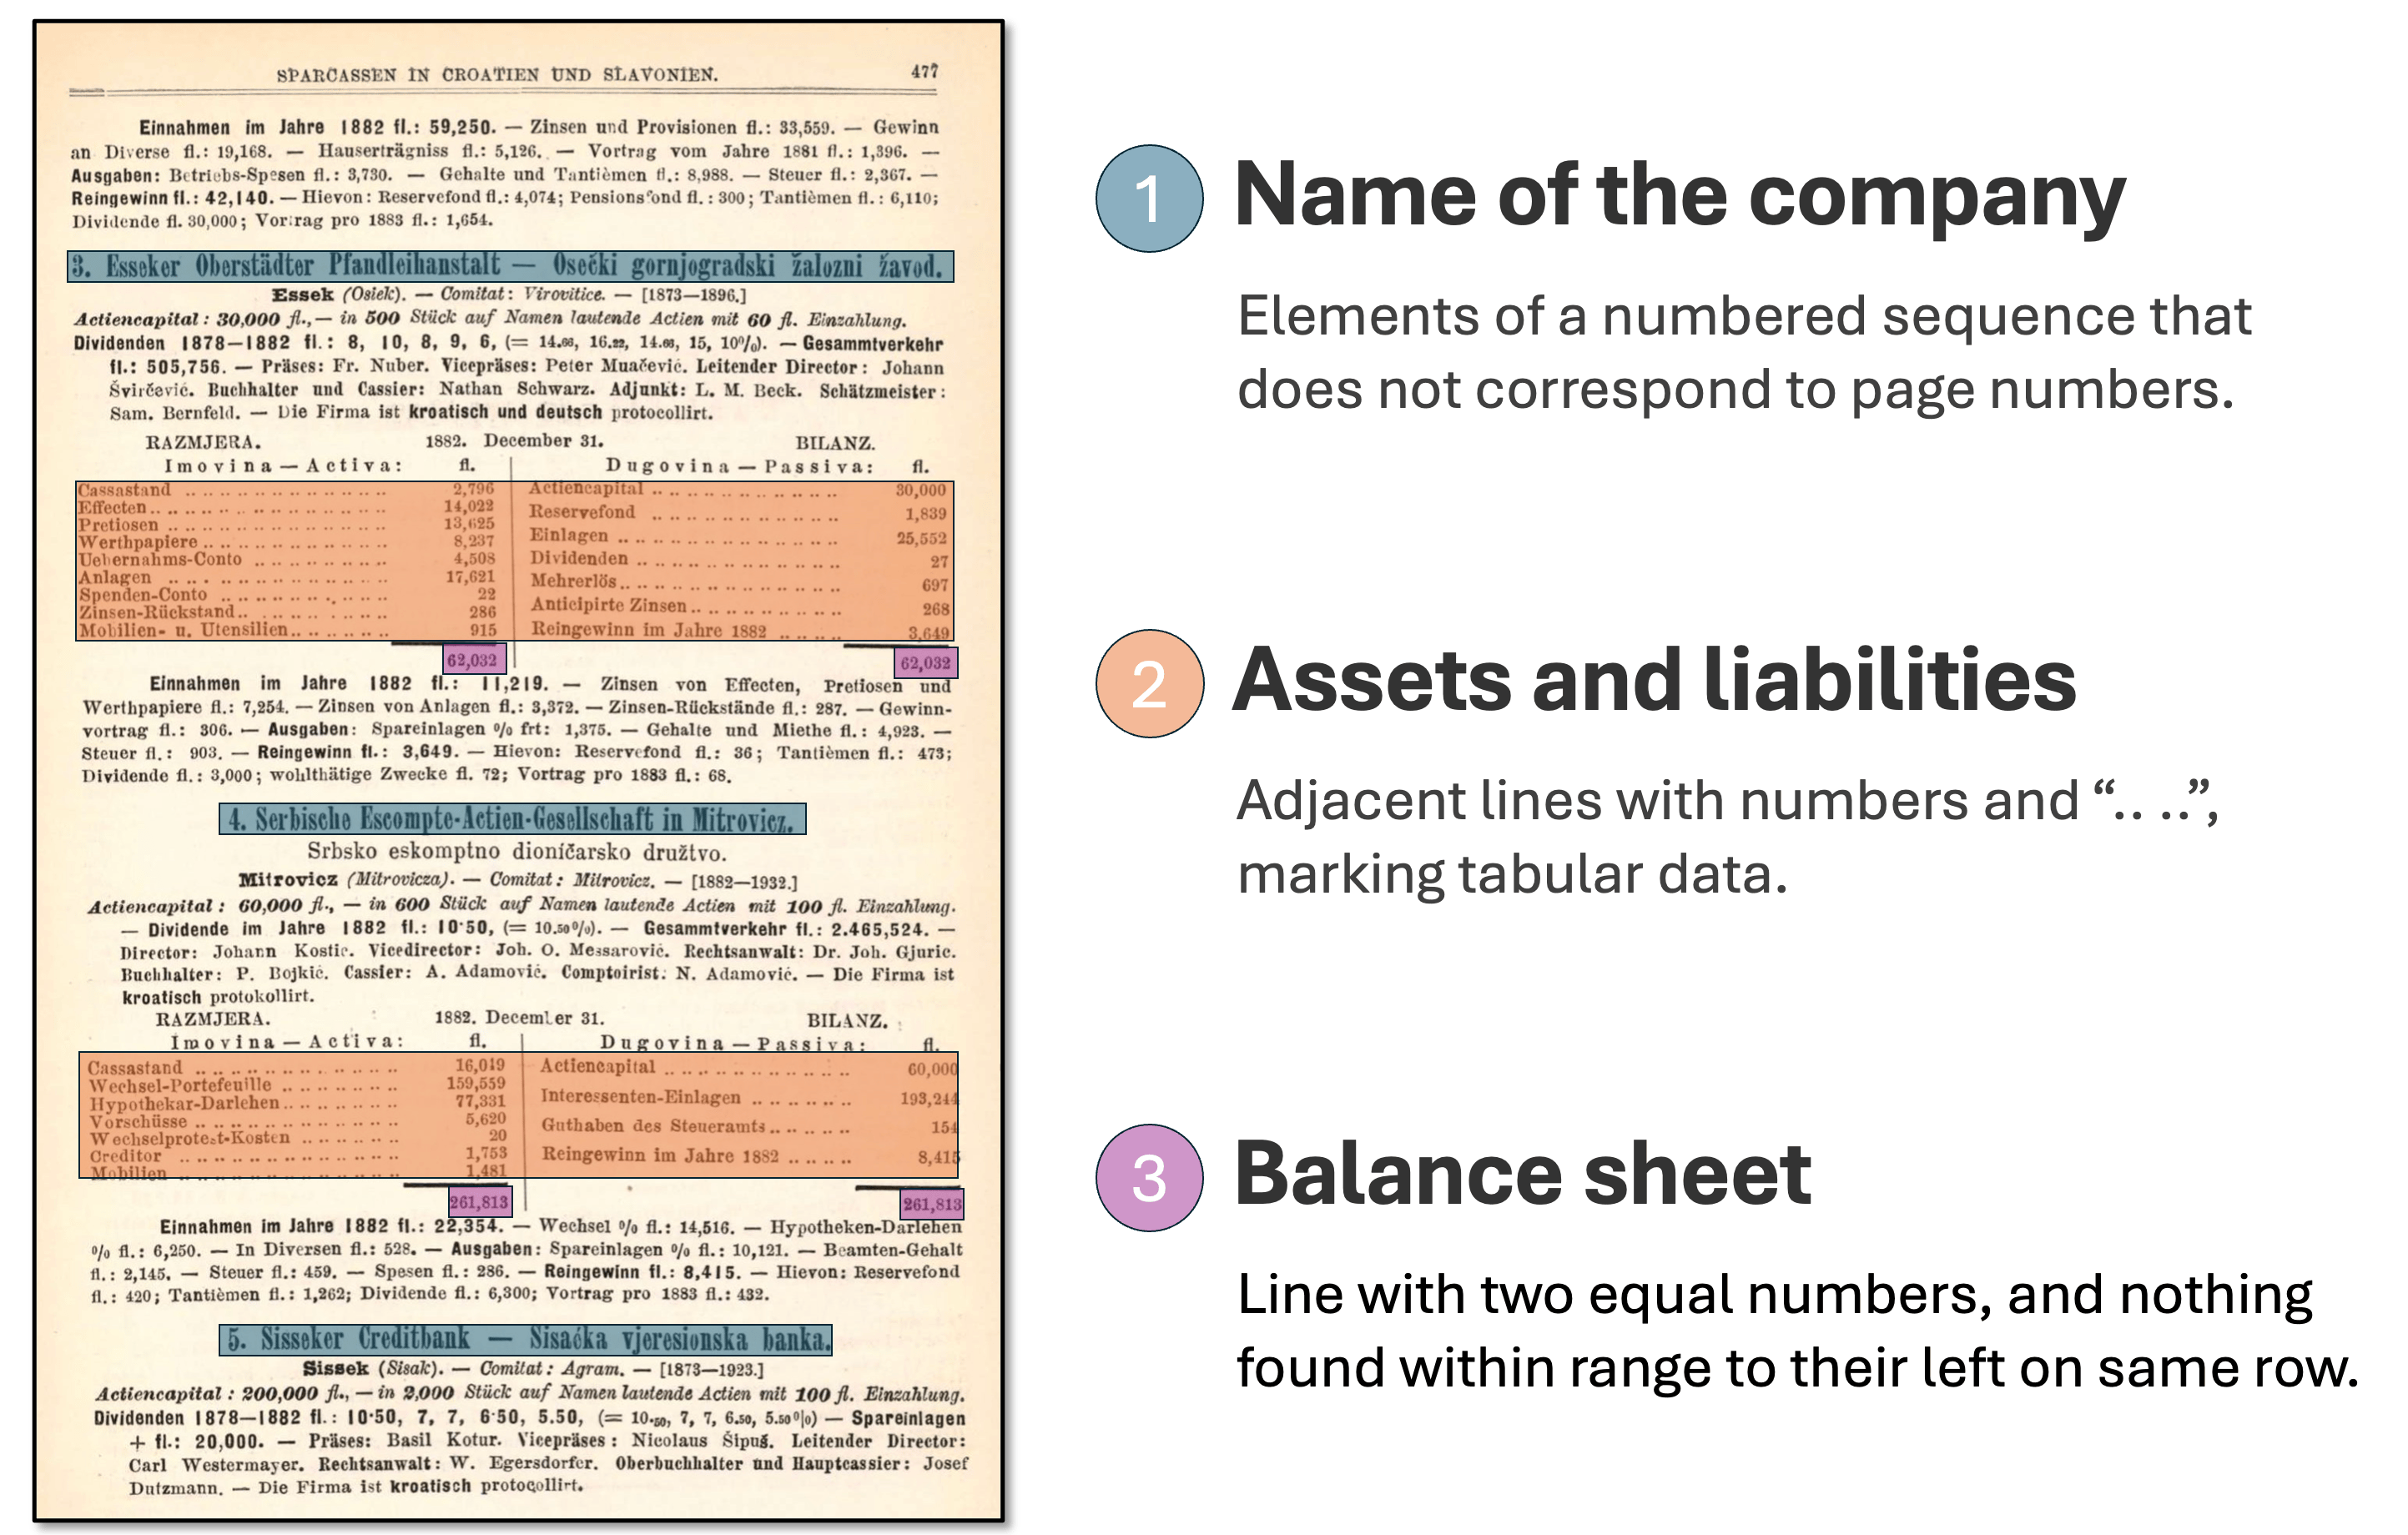 SPARCASSEN IN CROATIEN UND SLAVONIEN. 477
Einnahmen im Jahre 1882 fl.: 59,250. — Zinsen und Provisionen fl.: 33,559. — Gewinn
an Diverse fl.: 19,168. — Hauserträgniss fl.: 5,126. — Vortrag vom Jahre 1881 fl.: 1,396. —
Ausgaben: Betriebs-Spesen fl.: 3,730. — Gehalte und Tantièmen fl.: 8,988. — Steuer fl.: 2,367. —
Reingewinn fl.: 42,140. — Hievon: Reservefond fl.: 4,074; Pensionsfond fl.: 300; Tantièmen fl.: 6,110;
Dividende fl. 30,000; Vortrag pro 1883 fl.: 1,654.
3. Esseker Oberstädter Pfandleihanstalt — Osečki gornjogradski žalozni žavod.
Essek (Osiek). — Comitat: Virovitice. — [1873—1896.]
Actiencapital: 30,000 fl., — in 500 Stück auf Namen lautende Actien mit 60 fl. Einzahlung.
Dividenden 1878—1882 fl.: 8, 10, 8, 9, 6, (= 14.66, 16.22, 14.66, 15, 10%). — Gesammtverkehr
fl.: 505,756. — Präses: Fr. Nuber. Vicepräses: Peter Muačević. Leitender Director: Johann
Švirčević. Buchhalter und Cassier: Nathan Schwarz. Adjunkt: L. M. Beck. Schätzmeister:
Sam. Bernfeld. — Die Firma ist kroatisch und deutsch protocollirt.
RAZMJERA. 1882. December 31. BILANZ.
Imovina — Activa: fl. Dugovina — Passiva: fl.
Cassastand 2,796
Effecten 14,022
Pretiosen 13,625
Werthpapiere 8,237
Uebernahms-Conto 4,508
Anlagen 17,621
Spenden-Conto 22
Zinsen-Rückstand 286
Mobilien- u. Utensilien 915
Actiencapital 30,000
Reservefond 1,839
Einlagen 25,552
Dividenden 27
Mehrerlös 697
Anticipirte Zinsen 268
Reingewinn im Jahre 1882 3,649
62,032 62,032
Einnahmen im Jahre 1882 fl.: 11,219. — Zinsen von Effecten, Pretiosen und
Werthpapiere fl.: 7,254. — Zinsen von Anlagen fl.: 3,372. — Zinsen-Rückstände fl.: 287. — Gewinn-
vortrag fl.: 306. — Ausgaben: Spareinlagen % frt: 1,375. — Gehalte und Miethe fl.: 4,923. —
Steuer fl.: 903. — Reingewinn fl.: 3,649. — Hievon: Reservefond fl.: 36; Tantièmen fl.: 473;
Dividende fl.: 3,000; wohlthätige Zwecke fl. 72; Vortrag pro 1883 fl.: 68.
4. Serbische Escompte-Actien-Gesellschaft in Mitrovicz.
Srbsko eskomptno dioničarsko družtvo.
Mitrovicz (Mitrovicza). — Comitat: Mitrovicz. — [1882—1932.]
Actiencapital: 60,000 fl., — in 600 Stück auf Namen lautende Actien mit 100 fl. Einzahlung.
— Dividende im Jahre 1882 fl.: 10·50, (= 10.50%). — Gesammtverkehr fl.: 2.465,524. —
Director: Johann Kostic. Vicedirector: Joh. O. Messarović. Rechtsanwalt: Dr. Joh. Gjuric.
Buchhalter: P. Bojkić. Cassier: A. Adamović. Comptoirist: N. Adamović. — Die Firma ist
kroatisch protokollirt.
RAZMJERA. 1882. December 31. BILANZ.
Imovina — Activa: fl. Dugovina — Passiva: fl.
Cassastand 16,049
Wechsel-Portefeuille 159,559
Hypothekar-Darlehen 77,331
Vorschüsse 5,620
Wechselprotest-Kosten 20
Creditor 1,753
Mobilien 1,481
Actiencapital 60,000
Interessenten-Einlagen 193,244
Guthaben des Steueramts 154
Reingewinn im Jahre 1882 8,415
261,813 261,813
Einnahmen im Jahre 1882 fl.: 22,354. — Wechsel % fl.: 14,516. — Hypotheken-Darlehen
% fl.: 6,250. — In Diversen fl.: 528. — Ausgaben: Spareinlagen % fl.: 10,121. — Beamten-Gehalt
fl.: 2,145. — Steuer fl.: 459. — Spesen fl.: 286. — Reingewinn fl.: 8,415. — Hievon: Reservefond
fl.: 420; Tantièmen fl.: 1,262; Dividende fl.: 6,300; Vortrag pro 1883 fl.: 432.
5. Sisseker Creditbank — Sisačka vjeresionska banka.
Sissek (Sisak). — Comitat: Agram. — [1873—1923.]
Actiencapital: 200,000 fl., — in 2,000 Stück auf Namen lautende Actien mit 100 fl. Einzahlung.
Dividenden 1878—1882 fl.: 10·50, 7, 7, 6·50, 5.50, (= 10.50, 7, 7, 6.50, 5.50%) — Spareinlagen
+ fl.: 20,000. — Präses: Basil Kotur. Vicepräses: Nicolaus Šipuš. Leitender Director:
Carl Westermayer. Rechtsanwalt: W. Egersdorfer. Oberbuchhalter und Hauptcassier: Josef
Dutzmann. — Die Firma ist kroatisch protocollirt.
1 Name of the company
Elements of a numbered sequence that
does not correspond to page numbers.
2 Assets and liabilities
Adjacent lines with numbers and “.. ..”,
marking tabular data.
3 Balance sheet
Line with two equal numbers, and nothing
found within range to their left on same row.